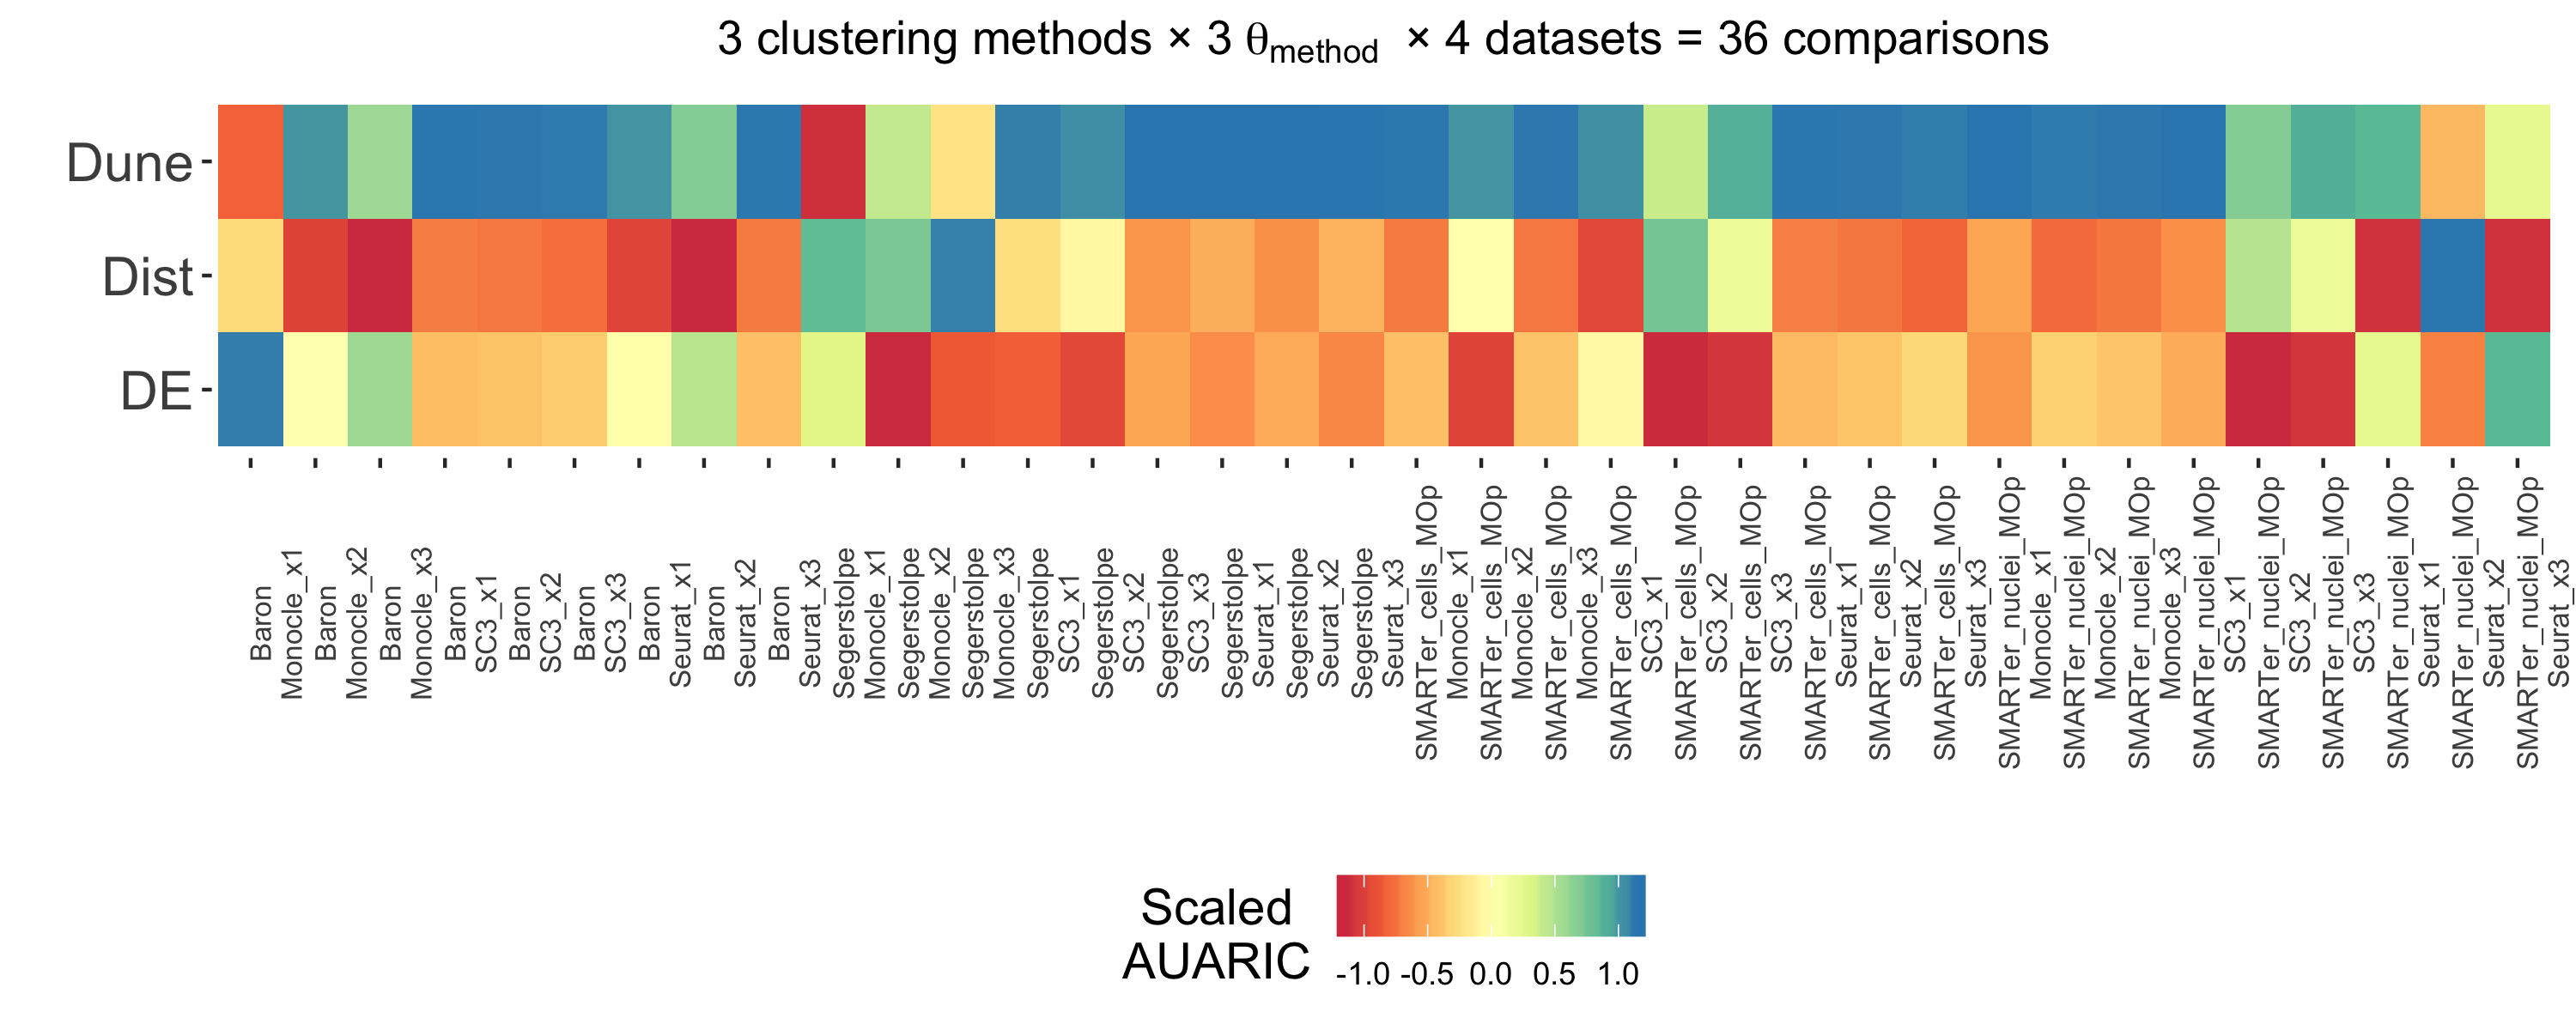 3 clustering methods × 3 θmethod × 4 datasets = 36 comparisons
Dune
Dist
DE
Baron
Monocle_x1
Baron
Monocle_x2
Baron
Monocle_x3
Baron
SC3_x1
Baron
SC3_x2
Baron
SC3_x3
Baron
Seurat_x1
Baron
Seurat_x2
Baron
Seurat_x3
Segerstolpe
Monocle_x1
Segerstolpe
Monocle_x2
Segerstolpe
Monocle_x3
Segerstolpe
SC3_x1
Segerstolpe
SC3_x2
Segerstolpe
SC3_x3
Segerstolpe
Seurat_x1
Segerstolpe
Seurat_x2
Segerstolpe
Seurat_x3
SMARTer_cells_MOp
Monocle_x1
SMARTer_cells_MOp
Monocle_x2
SMARTer_cells_MOp
Monocle_x3
SMARTer_cells_MOp
SC3_x1
SMARTer_cells_MOp
SC3_x2
SMARTer_cells_MOp
SC3_x3
SMARTer_cells_MOp
Seurat_x1
SMARTer_cells_MOp
Seurat_x2
SMARTer_cells_MOp
Seurat_x3
SMARTer_nuclei_MOp
Monocle_x1
SMARTer_nuclei_MOp
Monocle_x2
SMARTer_nuclei_MOp
Monocle_x3
SMARTer_nuclei_MOp
SC3_x1
SMARTer_nuclei_MOp
SC3_x2
SMARTer_nuclei_MOp
SC3_x3
SMARTer_nuclei_MOp
Seurat_x1
SMARTer_nuclei_MOp
Seurat_x2
SMARTer_nuclei_MOp
Seurat_x3
Scaled
AUARIC
-1.0 -0.5 0.0 0.5 1.0